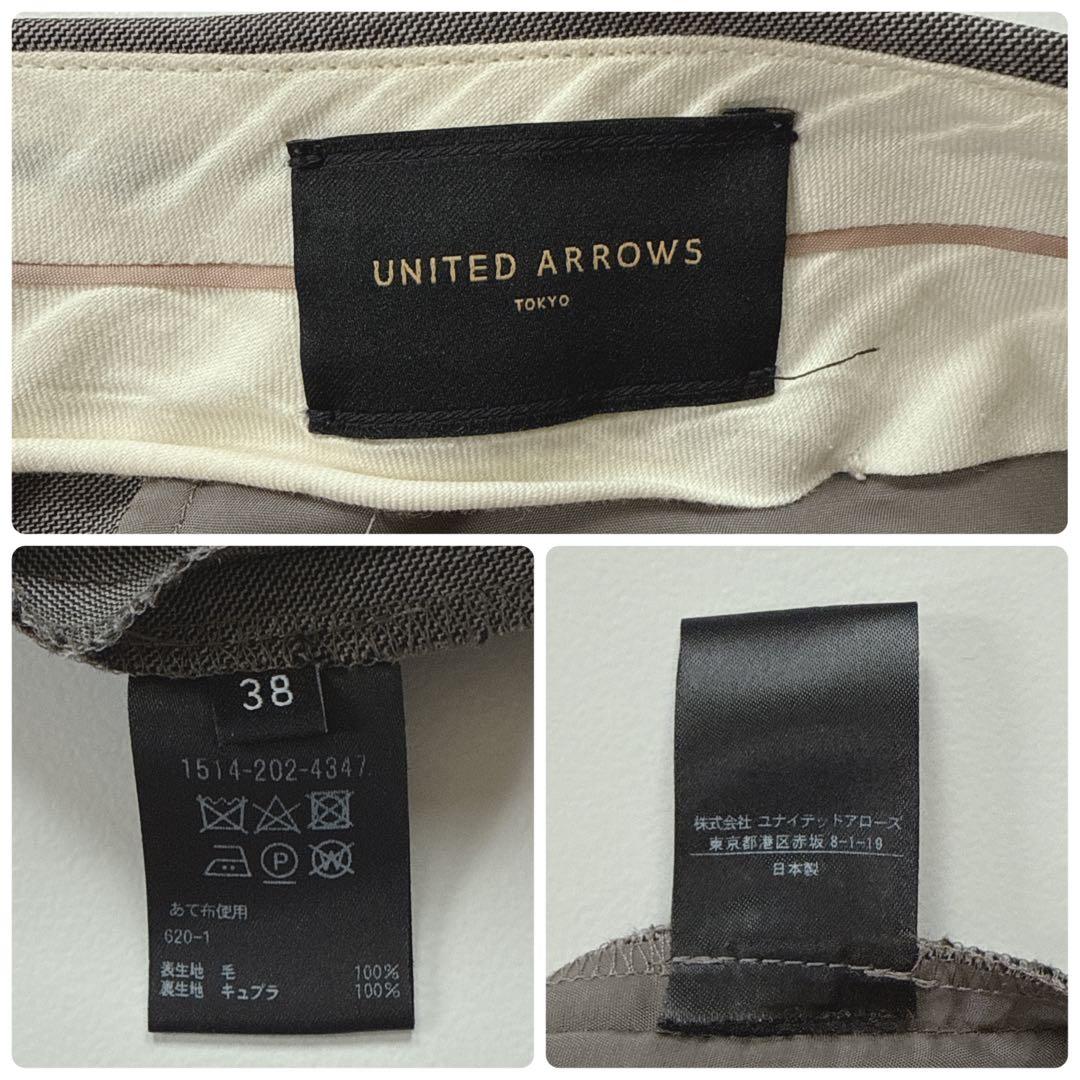 UNITED ARROWS
TOKYO
38
1514-202-4347
P
W
あて布使用
620-1
表生地 毛 100%
裏生地 キュプラ 100%
株式会社 ユナイテッドアローズ
東京都港区赤坂 8-1-19
日本製